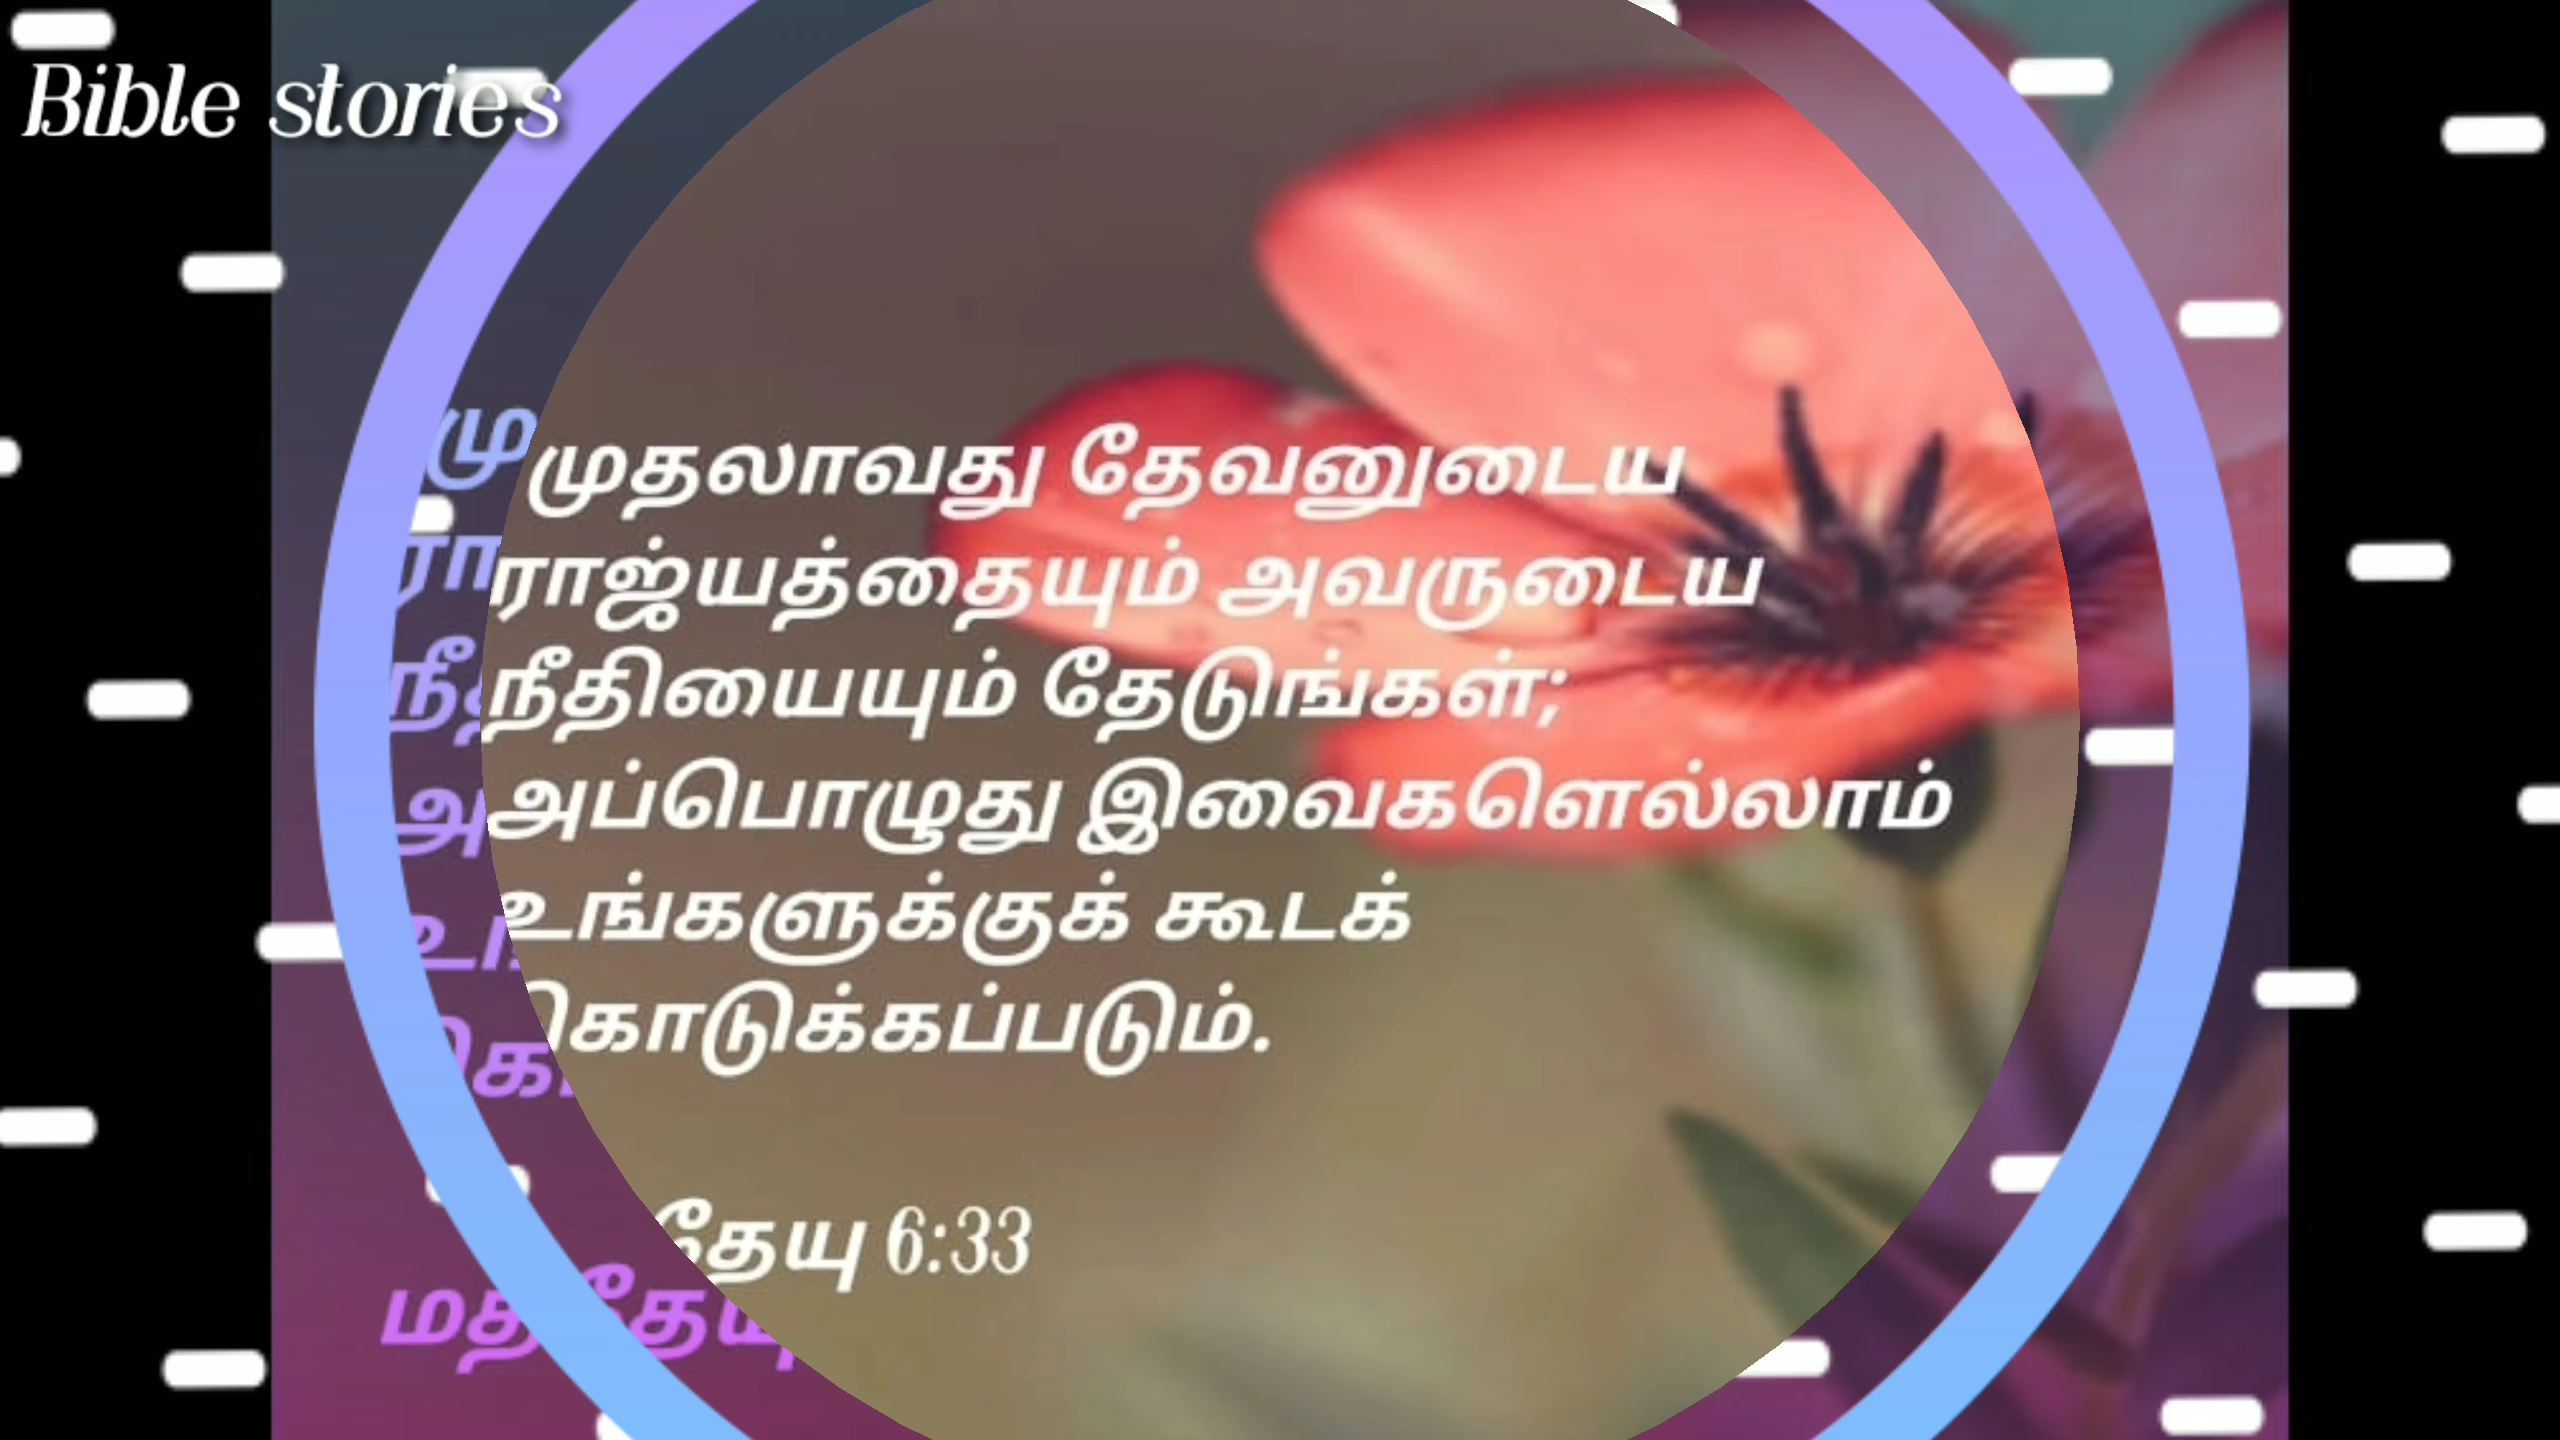 Bible stories
முதலாவது தேவனுடைய
ராஜ்யத்தையும் அவருடைய
நீதியையும் தேடுங்கள்;
அப்பொழுது இவைகளெல்லாம்
உங்களுக்குக் கூடக்
கொடுக்கப்படும்.
மத்தேயு 6:33